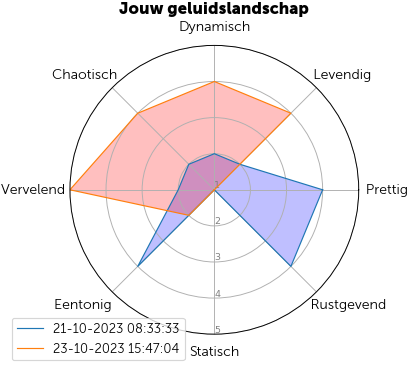 Jouw geluidslandschap
Dynamisch
Chaotisch
Levendig
Vervelend
1
Prettig
2
3
4
Eentonig
Rustgevend
5
Statisch
21-10-2023 08:33:33
23-10-2023 15:47:04